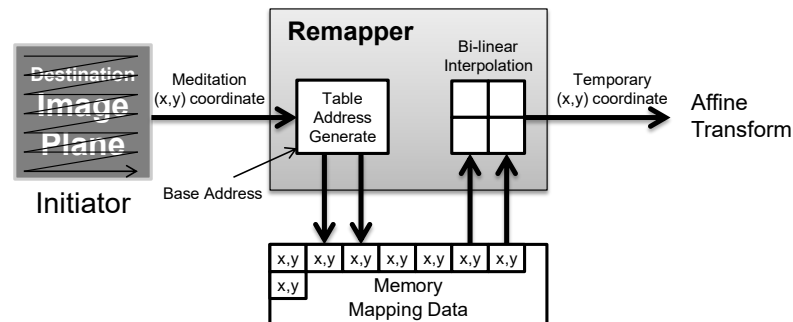 Remapper
Destination
Image
Plane
Initiator
Meditation
(x,y) coordinate
Table
Address
Generate
Base Address
Bi-linear
Interpolation
Temporary
(x,y) coordinate
Affine
Transform
x,y x,y x,y x,y x,y x,y x,y
x,y
Memory
Mapping Data